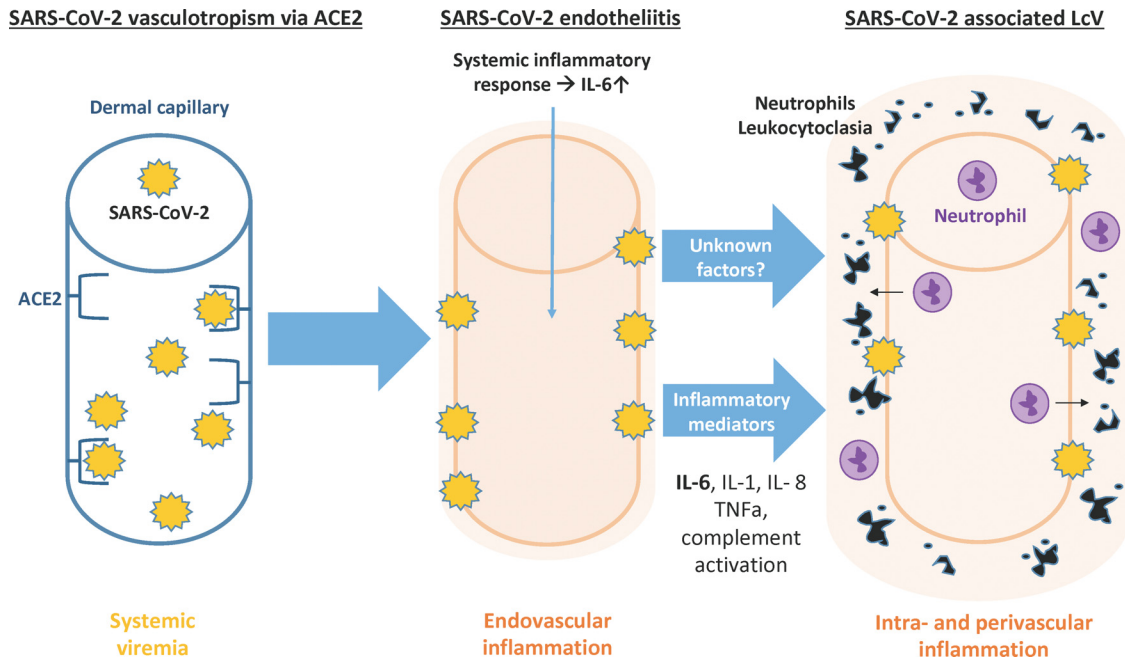 SARS-CoV-2 vasculotropism via ACE2
Dermal capillary
SARS-CoV-2
ACE2
Systemic
viremia
SARS-CoV-2 endotheliitis
Systemic inflammatory
response → IL-6↑
Endovascular
inflammation
Unknown
factors?
Inflammatory
mediators
IL-6, IL-1, IL- 8
TNFa,
complement
activation
SARS-CoV-2 associated LcV
Neutrophils
Leukocytoclasia
Neutrophil
Intra- and perivascular
inflammation